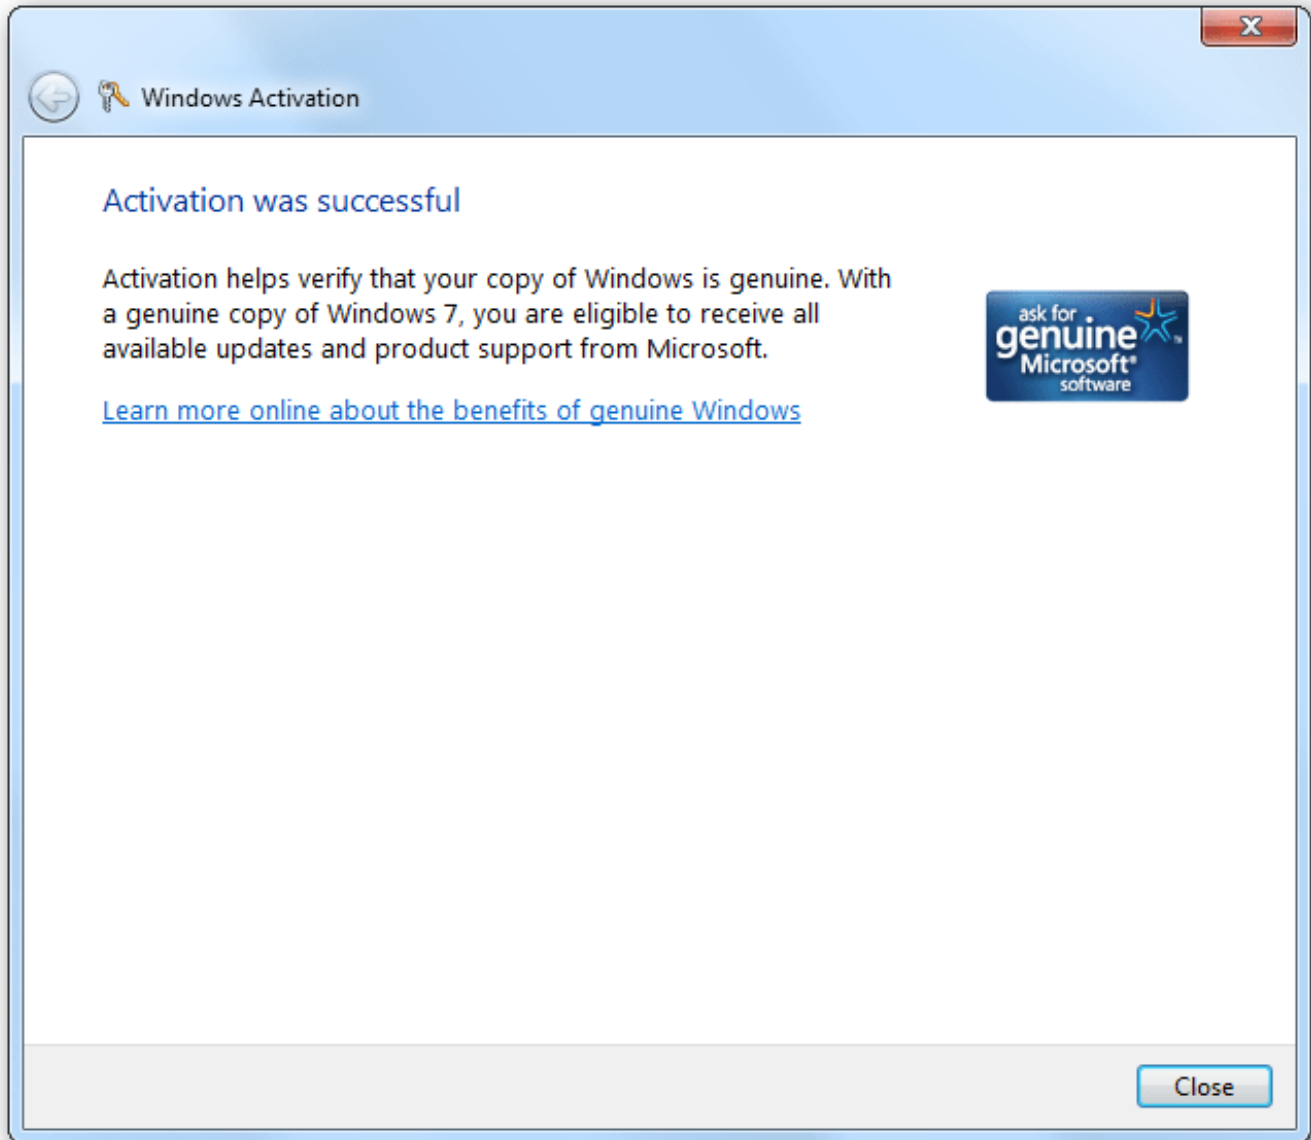 Windows Activation
Activation was successful
Activation helps verify that your copy of Windows is genuine. With
a genuine copy of Windows 7, you are eligible to receive all
available updates and product support from Microsoft.
Learn more online about the benefits of genuine Windows
ask for
genuine™
Microsoft®
software
Close